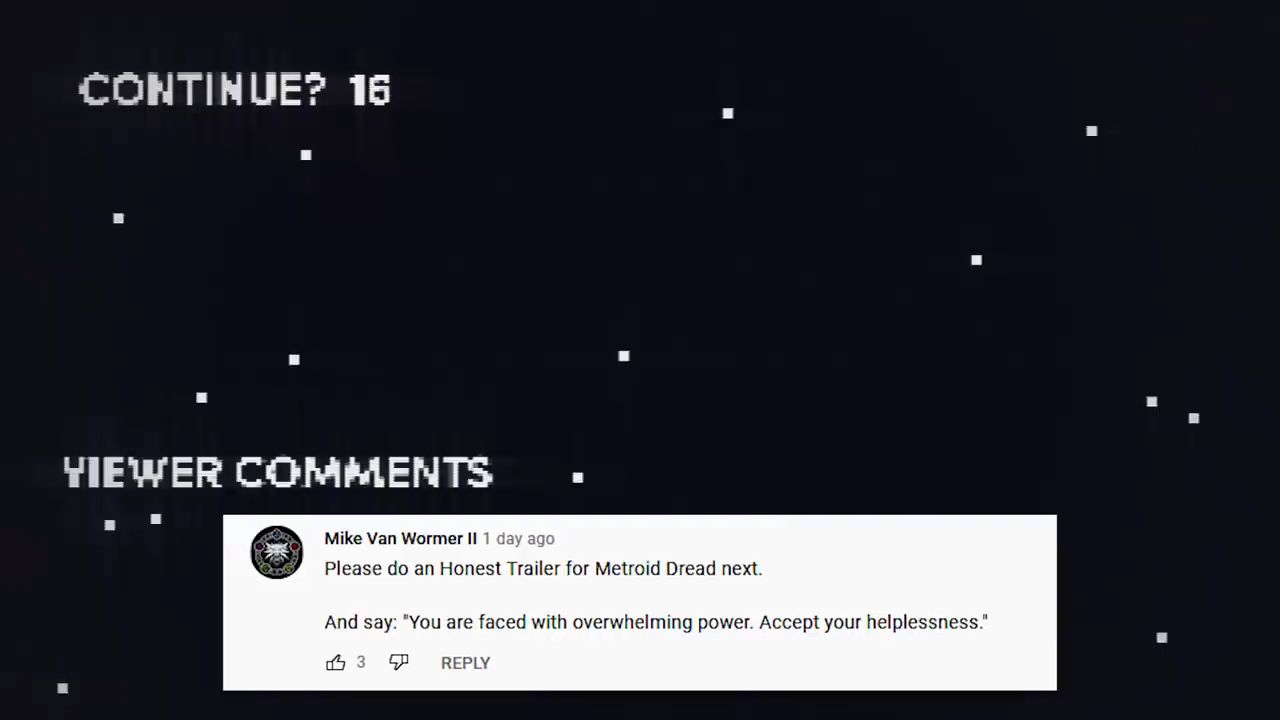 CONTINUE? 16
VIEWER COMMENTS
Mike Van Wormer II 1 day ago
Please do an Honest Trailer for Metroid Dread next.
And say: "You are faced with overwhelming power. Accept your helplessness."
3 REPLY